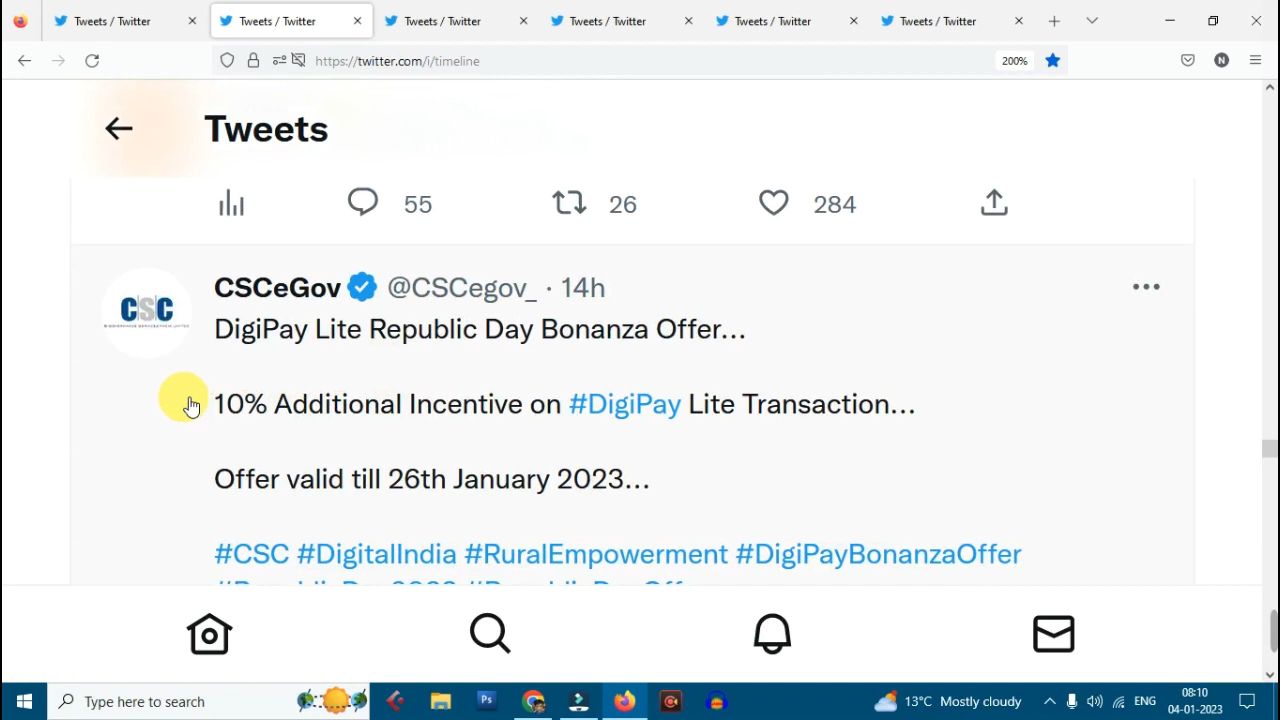 Tweets / Twitter
Tweets / Twitter
Tweets / Twitter
Tweets / Twitter
Tweets / Twitter
Tweets / Twitter
https://twitter.com/i/timeline
200%
N
Tweets
55
26
284
CSCeGov @CSCegov_ · 14h
DigiPay Lite Republic Day Bonanza Offer...
CSC
10% Additional Incentive on #DigiPay Lite Transaction...
Offer valid till 26th January 2023...
#CSC #DigitalIndia #RuralEmpowerment #DigiPayBonanzaOffer
Type here to search
Ps
13°C Mostly cloudy
ENG
08:10
04-01-2023